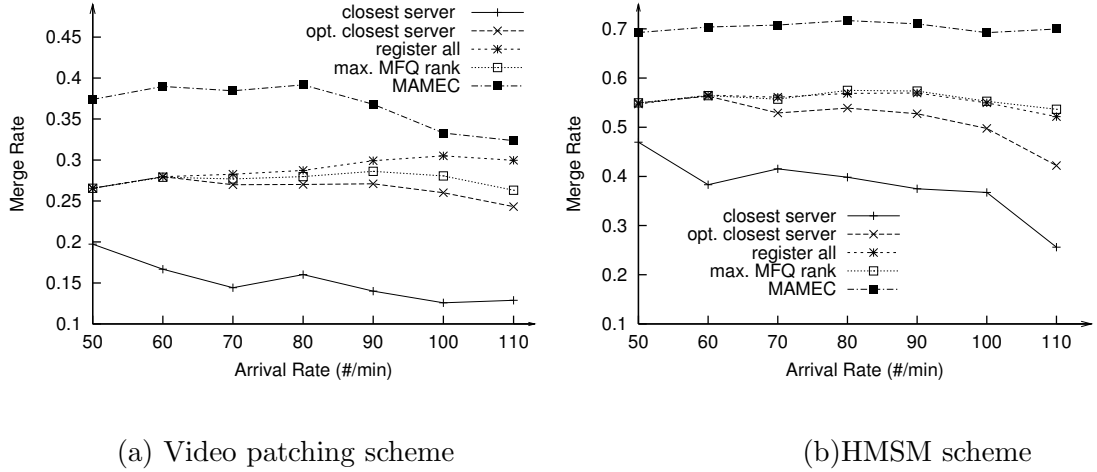 closest server
opt. closest server
register all
max. MFQ rank
MAMEC
Merge Rate
0.45
0.4
0.35
0.3
0.25
0.2
0.15
0.1
50 60 70 80 90 100 110
Arrival Rate (#/min)
(a) Video patching scheme
Merge Rate
0.7
0.6
0.5
0.4
0.3
0.2
0.1
closest server
opt. closest server
register all
max. MFQ rank
MAMEC
50 60 70 80 90 100 110
Arrival Rate (#/min)
(b)HMSM scheme